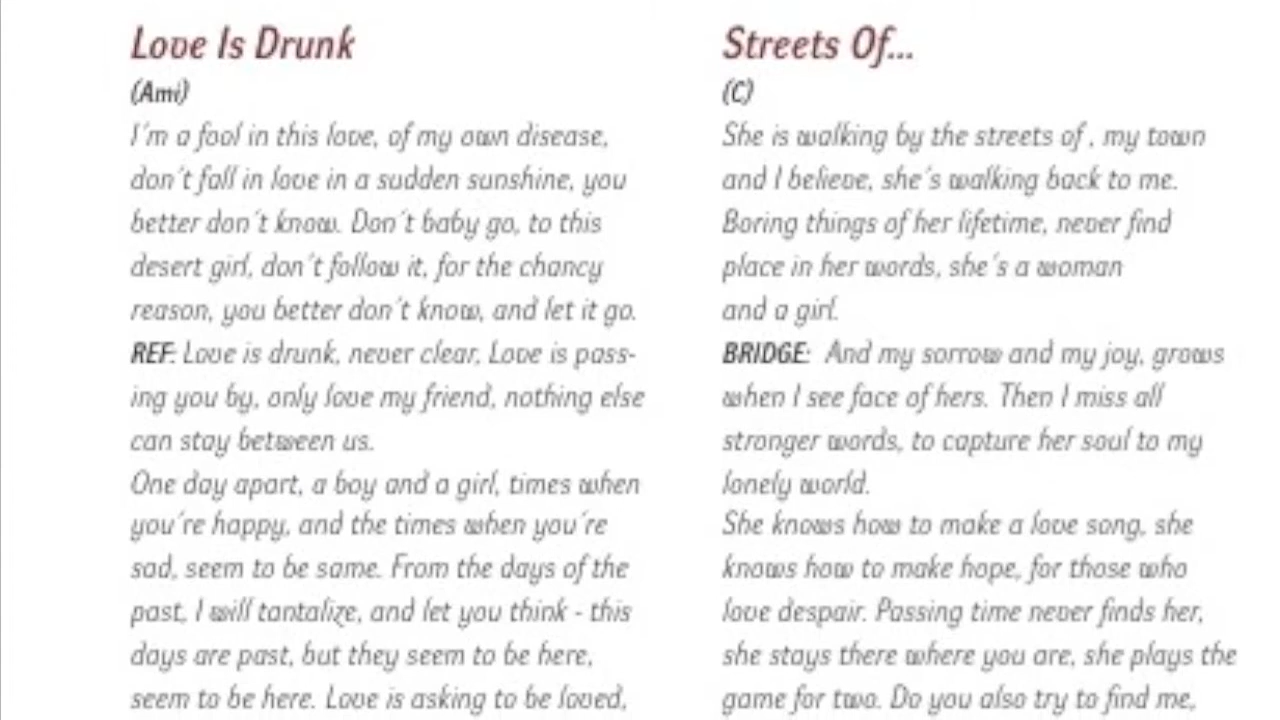 Love Is Drunk
(Ami)
I´m a fool in this love, of my own disease,
don´t fall in love in a sudden sunshine, you
better don´t know. Don´t baby go, to this
desert girl, don´t follow it, for the chancy
reason, you better don´t know, and let it go.
REF: Love is drunk, never clear, Love is pass-
ing you by, only love my friend, nothing else
can stay between us.
One day apart, a boy and a girl, times when
you´re happy, and the times when you´re
sad, seem to be same. From the days of the
past, I will tantalize, and let you think - this
days are past, but they seem to be here,
seem to be here. Love is asking to be loved,
Streets Of...
(C)
She is walking by the streets of , my town
and I believe, she´s walking back to me.
Boring things of her lifetime, never find
place in her words, she´s a woman
and a girl.
BRIDGE: And my sorrow and my joy, grows
when I see face of hers. Then I miss all
stronger words, to capture her soul to my
lonely world.
She knows how to make a love song, she
knows how to make hope, for those who
love despair. Passing time never finds her,
she stays there where you are, she plays the
game for two. Do you also try to find me,